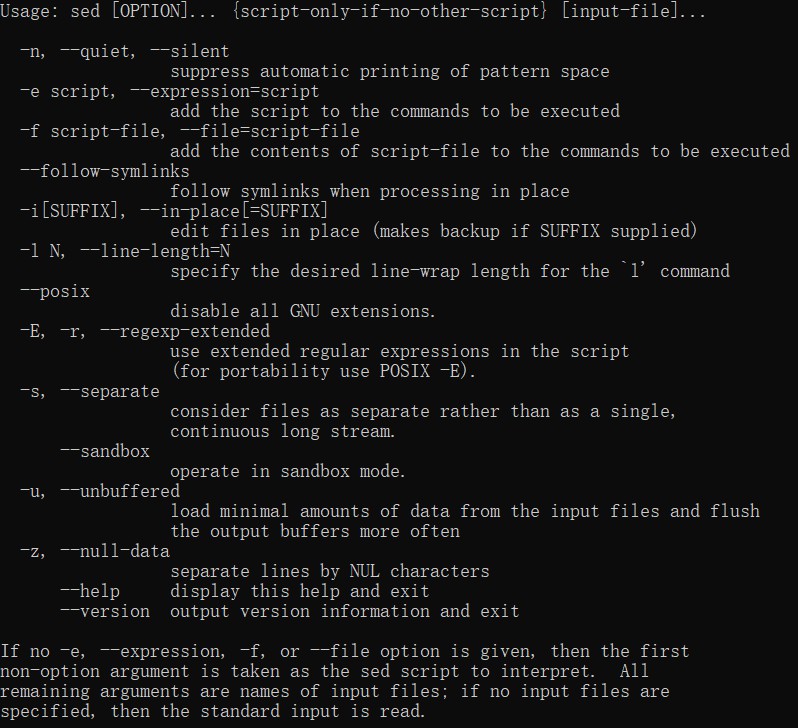 Usage: sed [OPTION]... {script-only-if-no-other-script} [input-file]...

  -n, --quiet, --silent
                 suppress automatic printing of pattern space
  -e script, --expression=script
                 add the script to the commands to be executed
  -f script-file, --file=script-file
                 add the contents of script-file to the commands to be executed
  --follow-symlinks
                 follow symlinks when processing in place
  -i[SUFFIX], --in-place[=SUFFIX]
                 edit files in place (makes backup if SUFFIX supplied)
  -l N, --line-length=N
                 specify the desired line-wrap length for the `l' command
  --posix
                 disable all GNU extensions.
  -E, -r, --regexp-extended
                 use extended regular expressions in the script
                 (for portability use POSIX -E).
  -s, --separate
                 consider files as separate rather than as a single,
                 continuous long stream.
      --sandbox
                 operate in sandbox mode.
  -u, --unbuffered
                 load minimal amounts of data from the input files and flush
                 the output buffers more often
  -z, --null-data
                 separate lines by NUL characters
      --help     display this help and exit
      --version  output version information and exit

If no -e, --expression, -f, or --file option is given, then the first
non-option argument is taken as the sed script to interpret.  All
remaining arguments are names of input files; if no input files are
specified, then the standard input is read.